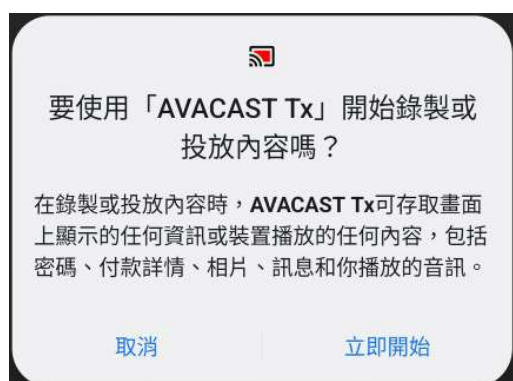 要使用「AVACAST Tx」開始錄製或
投放內容嗎？
在錄製或投放內容時，AVACAST Tx可存取畫面
上顯示的任何資訊或裝置播放的任何內容，包括
密碼、付款詳情、相片、訊息和你播放的音訊。
取消
立即開始